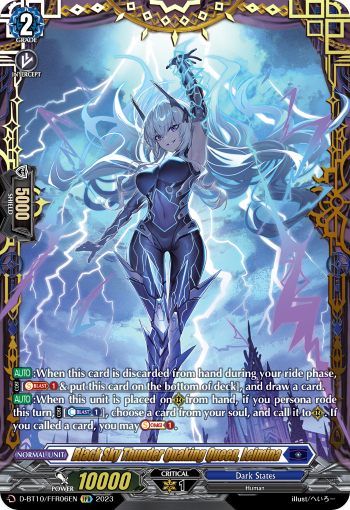 2
GRADE
INTERCEPT
5000
SHIELD
AUTO:When this card is discarded from hand during your ride phase,
COST [SOUL BLAST 1 & put this card on the bottom of deck], and draw a card.
AUTO:When this unit is placed on R from hand, if you persona rode
this turn, COST [COUNTER BLAST 1], choose a card from your soul, and call it to R. If
you called a card, you may SOUL CHARGE 1.
NORMAL UNIT
Black Sky Thunder Quaking Queen,
POWER 10000
CRITICAL
1
Dark States
Human
D-BT10/FFR06EN FFR 2023
illust/へいろー